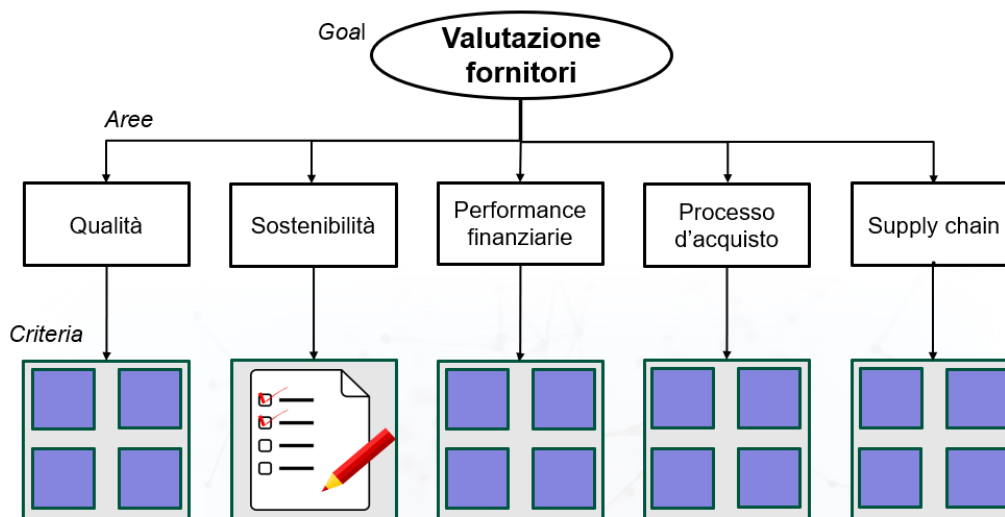 Goal
Valutazione
fornitori
Aree
Qualità
Sostenibilità
Performance
finanziarie
Processo
d'acquisto
Supply chain
Criteria